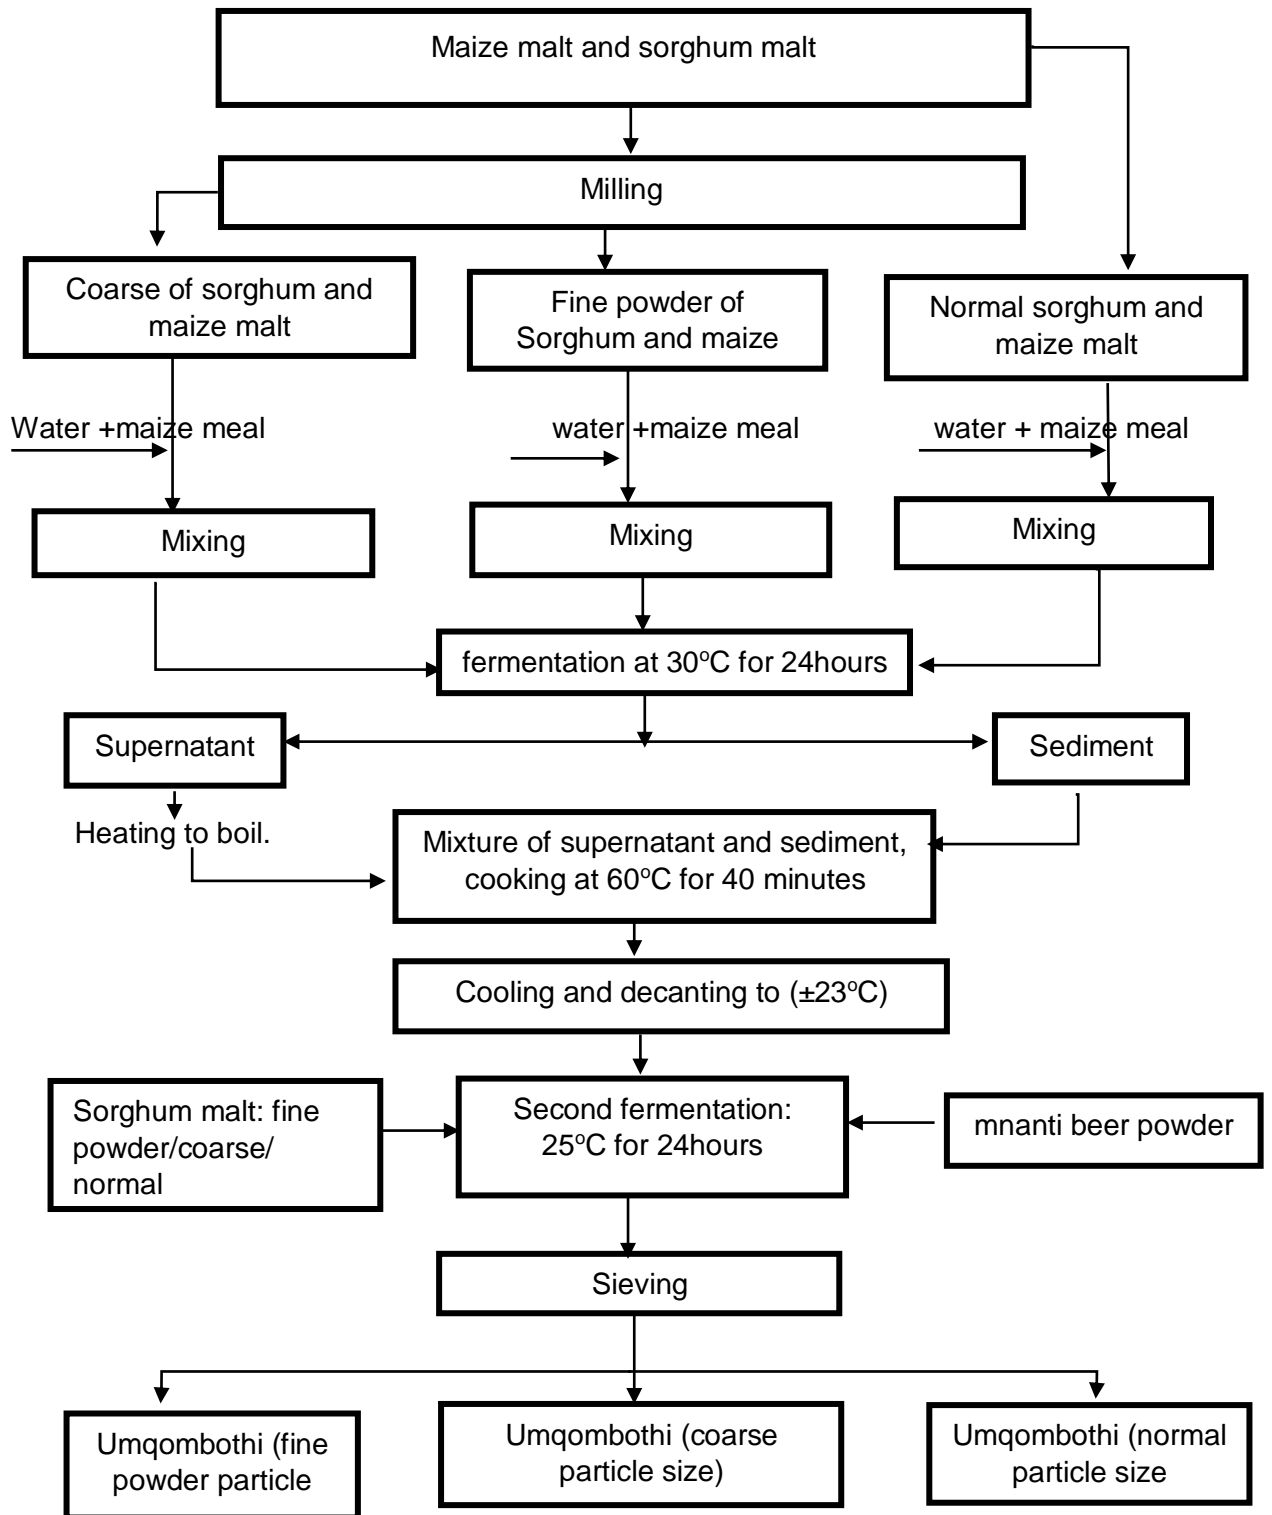 Maize malt and sorghum malt
Milling
Coarse of sorghum and
maize malt
Fine powder of
Sorghum and maize
Normal sorghum and
maize malt
Water +maize meal
water +maize meal
water + maize meal
Mixing
Mixing
Mixing
fermentation at 30°C for 24hours
Supernatant
Sediment
Heating to boil.
Mixture of supernatant and sediment,
cooking at 60°C for 40 minutes
Cooling and decanting to (±23°C)
Sorghum malt: fine
powder/coarse/
normal
Second fermentation:
25°C for 24hours
mnanti beer powder
Sieving
Umqombothi (fine
powder particle
Umqombothi (coarse
particle size)
Umqombothi (normal
particle size